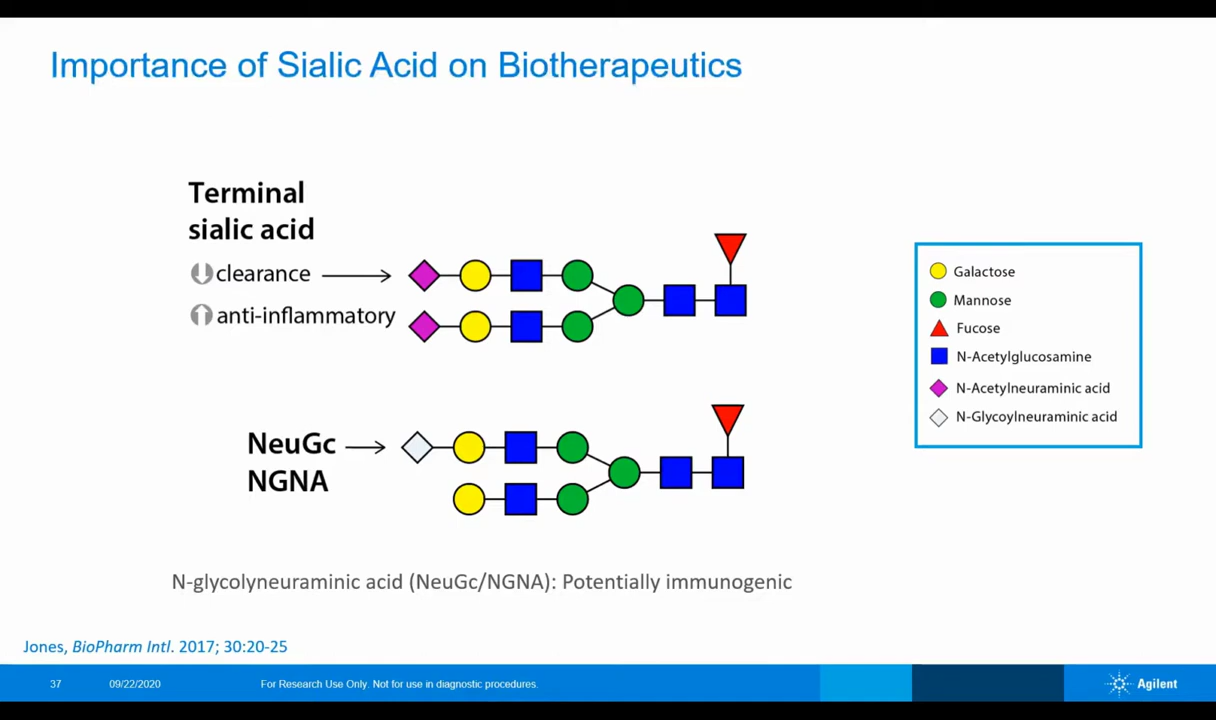 Importance of Sialic Acid on Biotherapeutics
Terminal
sialic acid
clearance
anti-inflammatory
NeuGc
NGNA
Galactose
Mannose
Fucose
N-Acetylglucosamine
N-Acetylneuraminic acid
N-Glycoylneuraminic acid
N-glycolyneuraminic acid (NeuGc/NGNA): Potentially immunogenic
Jones, BioPharm Intl. 2017; 30:20-25
37
09/22/2020
For Research Use Only. Not for use in diagnostic procedures.
Agilent